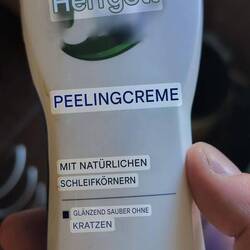 PEELINGCREME
MIT NATÜRLICHEN
SCHLEIFKÖRNERN
GLÄNZEND SAUBER OHNE
KRATZEN